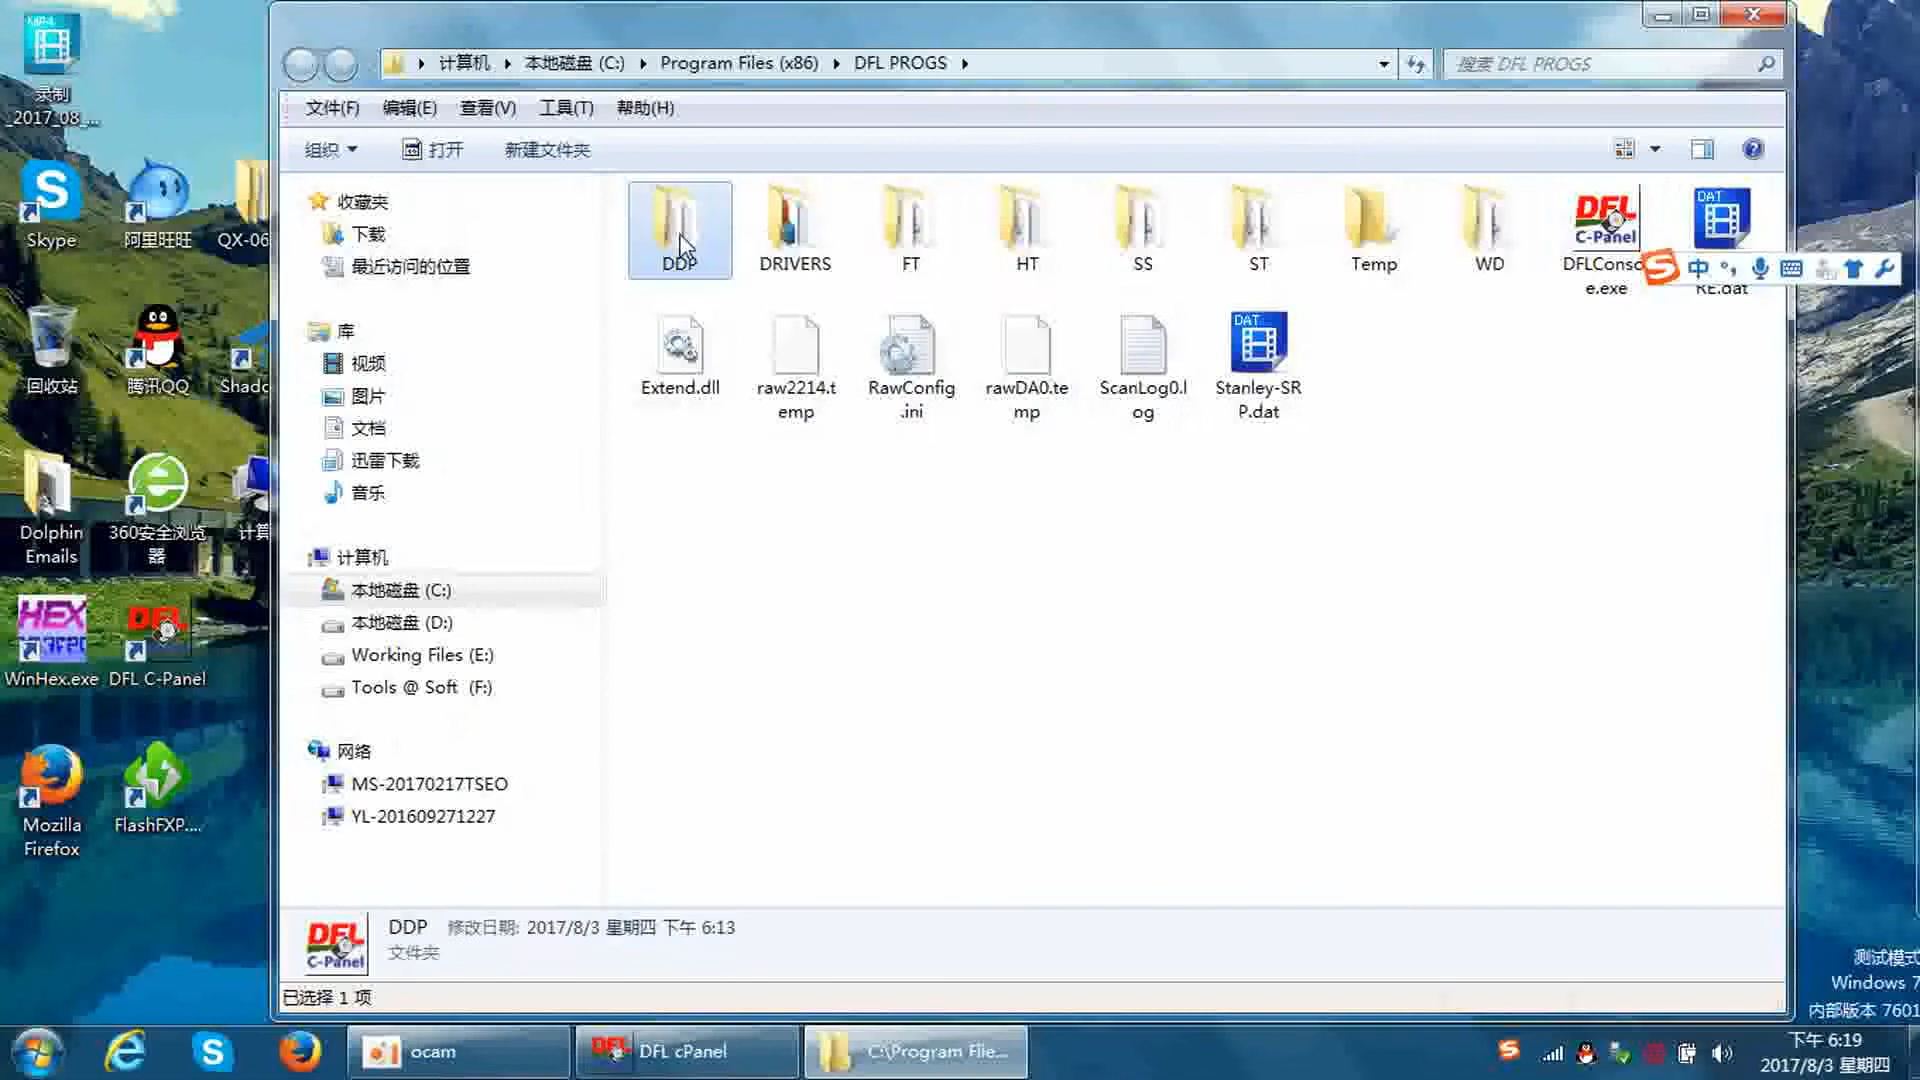 录制
_2017_08_...
Skype
阿里旺旺
QX-06
回收站
腾讯QQ
Shado
Dolphin
Emails
360安全浏览
器
计算
HEX
WinHex.exe
DFL
DFL C-Panel
Mozilla
Firefox
FlashFXP....
计算机
本地磁盘 (C:)
Program Files (x86)
DFL PROGS
搜索 DFL PROGS
文件(F)
编辑(E)
查看(V)
工具(T)
帮助(H)
组织
打开
新建文件夹
收藏夹
下载
最近访问的位置
库
视频
图片
文档
迅雷下载
音乐
计算机
本地磁盘 (C:)
本地磁盘 (D:)
Working Files (E:)
Tools @ Soft (F:)
网络
MS-20170217TSEO
YL-201609271227
DDP
DRIVERS
FT
HT
SS
ST
Temp
WD
DFL
C-Panel
DFLConso
e.exe
DAT
RE.dat
中
Extend.dll
raw2214.t
emp
RawConfig
.ini
rawDA0.te
mp
ScanLog0.l
og
DAT
Stanley-SR
P.dat
DFL
C-Panel
DDP
修改日期: 2017/8/3 星期四 下午 6:13
文件夹
已选择 1 项
测试模式
Windows 7
内部版本 7601
ocam
DFL cPanel
C:\Program File...
下午 6:19
2017/8/3 星期四